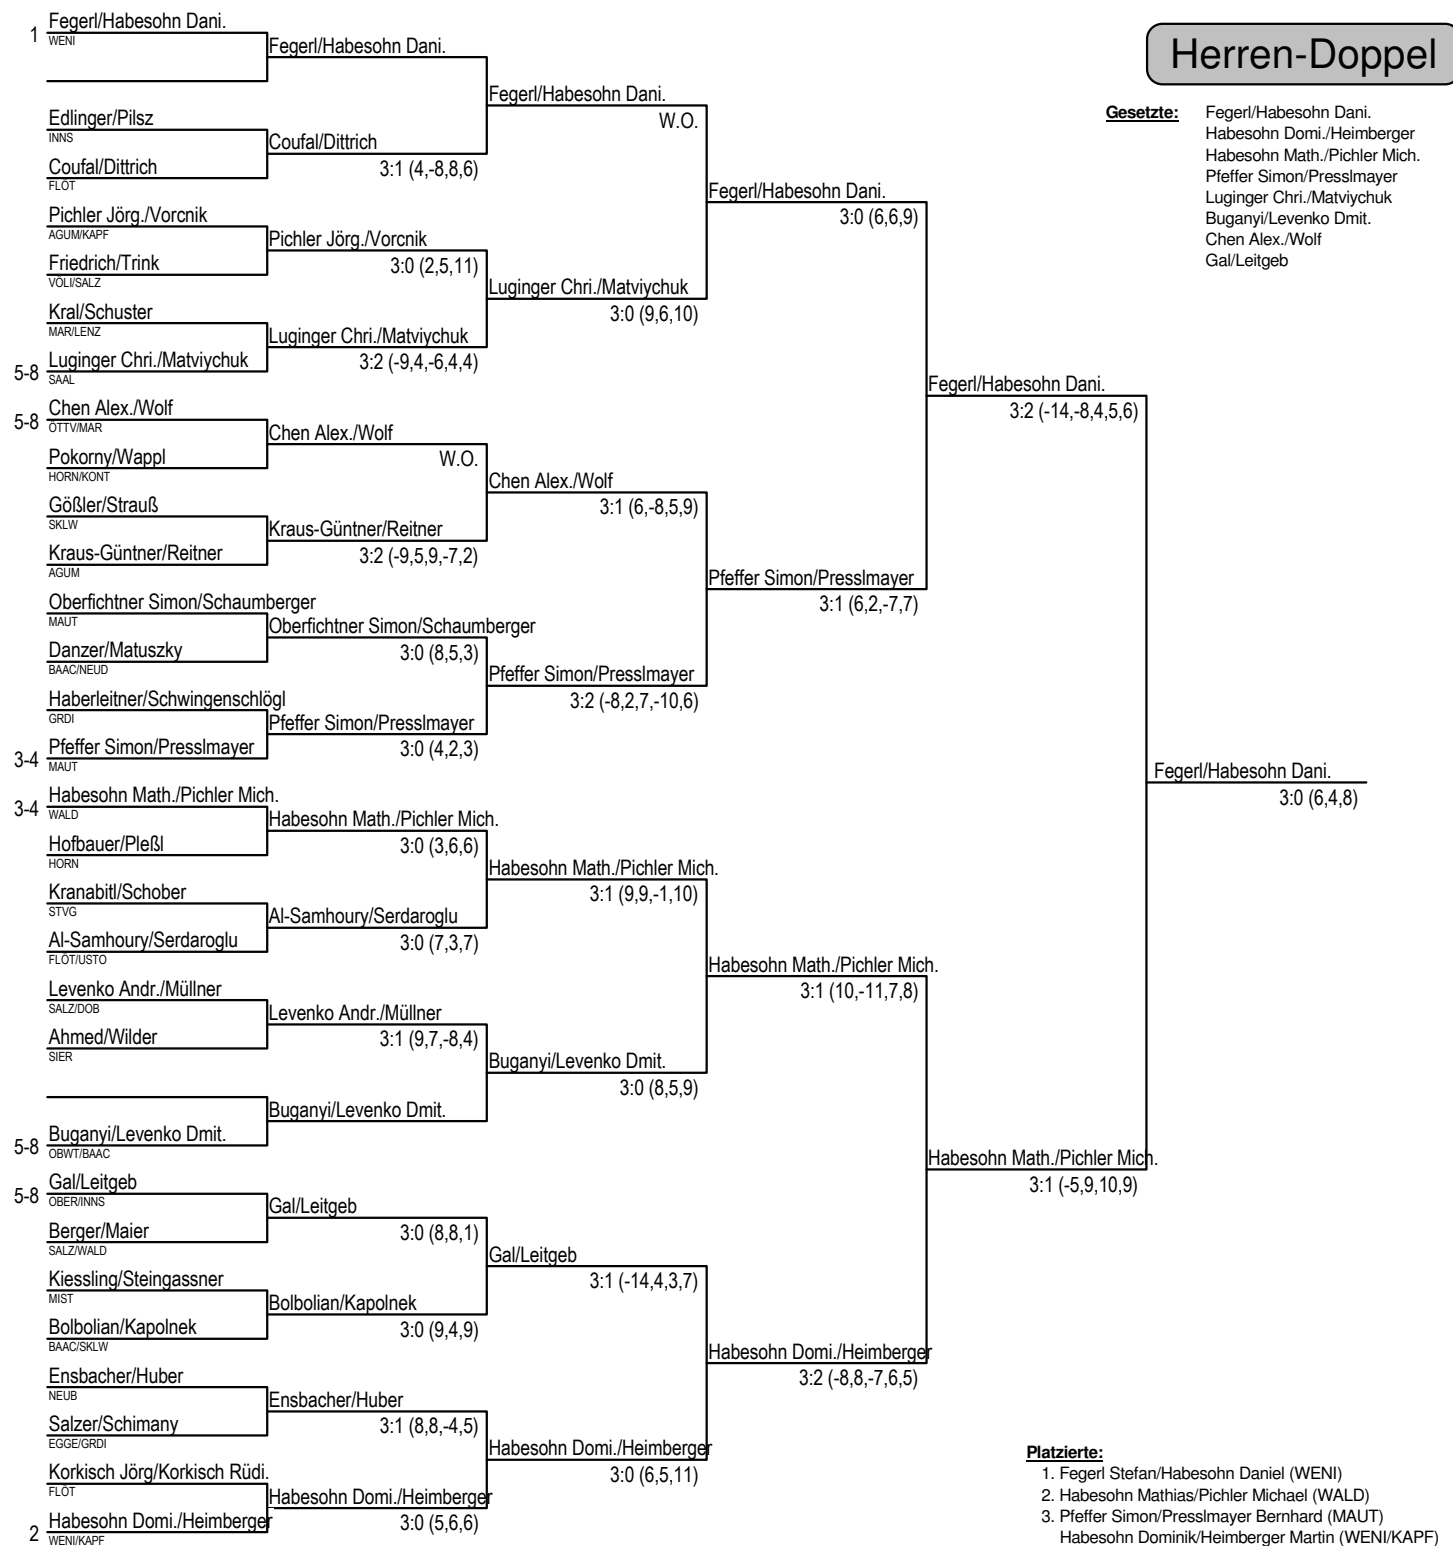 Herren-Doppel
Gesetzte:
Fegerl/Habesohn Dani.
Habesohn Domi./Heimberger
Habesohn Math./Pichler Mich.
Pfeffer Simon/Presslmayer
Luginger Chri./Matviychuk
Buganyi/Levenko Dmit.
Chen Alex./Wolf
Gal/Leitgeb
1 Fegerl/Habesohn Dani.
WENI
Edlinger/Pilsz
INNS
Coufal/Dittrich
FLÖT
Pichler Jörg./Vorcnik
AGUM/KAPF
Friedrich/Trink
VÖLI/SALZ
Kral/Schuster
MAR/LENZ
5-8 Luginger Chri./Matviychuk
SAAL
5-8 Chen Alex./Wolf
ÖTTV/MAR
Pokorny/Wappl
HORN/KONT
Gößler/Strauß
SKLW
Kraus-Güntner/Reitner
AGUM
Oberfichtner Simon/Schaumberger
MAUT
Danzer/Matuszky
BAAC/NEUD
Haberleitner/Schwingenschlögl
GRDI
3-4 Pfeffer Simon/Presslmayer
MAUT
3-4 Habesohn Math./Pichler Mich.
WALD
Hofbauer/Pleßl
HORN
Kranabitl/Schober
STVG
Al-Samhoury/Serdaroglu
FLÖT/USTO
Levenko Andr./Müllner
SALZ/DOB
Ahmed/Wilder
SIER
5-8 Buganyi/Levenko Dmit.
OBWT/BAAC
5-8 Gal/Leitgeb
OBER/INNS
Berger/Maier
SALZ/WALD
Kiessling/Steingassner
MIST
Bolbolian/Kapolnek
BAAC/SKLW
Ensbacher/Huber
NEUB
Salzer/Schimany
EGGE/GRDI
Korkisch Jörg/Korkisch Rüdi.
FLÖT
2 Habesohn Domi./Heimberger
WENI/KAPF
Fegerl/Habesohn Dani.
Coufal/Dittrich
3:1 (4,-8,8,6)
Pichler Jörg./Vorcnik
3:0 (2,5,11)
Luginger Chri./Matviychuk
3:2 (-9,4,-6,4,4)
Chen Alex./Wolf
W.O.
Kraus-Güntner/Reitner
3:2 (-9,5,9,-7,2)
Oberfichtner Simon/Schaumberger
3:0 (8,5,3)
Pfeffer Simon/Presslmayer
3:0 (4,2,3)
Habesohn Math./Pichler Mich.
3:0 (3,6,6)
Al-Samhoury/Serdaroglu
3:0 (7,3,7)
Levenko Andr./Müllner
3:1 (9,7,-8,4)
Buganyi/Levenko Dmit.
Gal/Leitgeb
3:0 (8,8,1)
Bolbolian/Kapolnek
3:0 (9,4,9)
Ensbacher/Huber
3:1 (8,8,-4,5)
Habesohn Domi./Heimberger
3:0 (5,6,6)
Fegerl/Habesohn Dani.
W.O.
Luginger Chri./Matviychuk
3:0 (9,6,10)
Chen Alex./Wolf
3:1 (6,-8,5,9)
Pfeffer Simon/Presslmayer
3:2 (-8,2,7,-10,6)
Habesohn Math./Pichler Mich.
3:1 (9,9,-1,10)
Buganyi/Levenko Dmit.
3:0 (8,5,9)
Gal/Leitgeb
3:1 (-14,4,3,7)
Habesohn Domi./Heimberger
3:0 (6,5,11)
Fegerl/Habesohn Dani.
3:0 (6,6,9)
Pfeffer Simon/Presslmayer
3:1 (6,2,-7,7)
Habesohn Math./Pichler Mich.
3:1 (10,-11,7,8)
Habesohn Domi./Heimberger
3:2 (-8,8,-7,6,5)
Fegerl/Habesohn Dani.
3:2 (-14,-8,4,5,6)
Habesohn Math./Pichler Mich.
3:1 (-5,9,10,9)
Fegerl/Habesohn Dani.
3:0 (6,4,8)
Platzierte:
1. Fegerl Stefan/Habesohn Daniel (WENI)
2. Habesohn Mathias/Pichler Michael (WALD)
3. Pfeffer Simon/Presslmayer Bernhard (MAUT)
Habesohn Dominik/Heimberger Martin (WENI/KAPF)